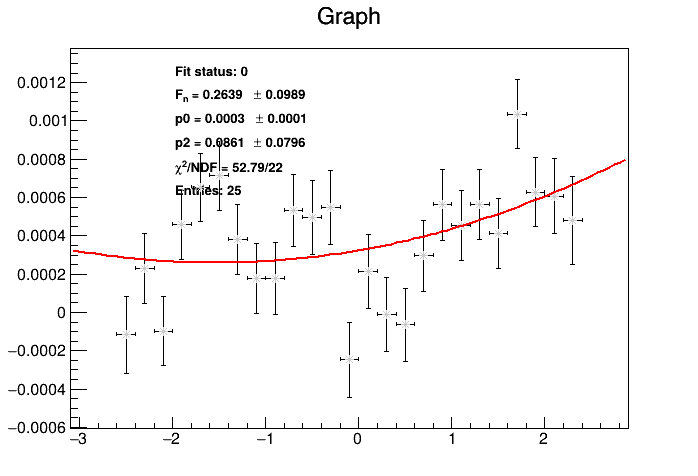 Graph
Fit status: 0
Fn = 0.2639 ± 0.0989
p0 = 0.0003 ± 0.0001
p2 = 0.0861 ± 0.0796
χ²/NDF = 52.79/22
Entries: 25
0.0012
0.001
0.0008
0.0006
0.0004
0.0002
0
−0.0002
−0.0004
−0.0006
−3 −2 −1 0 1 2